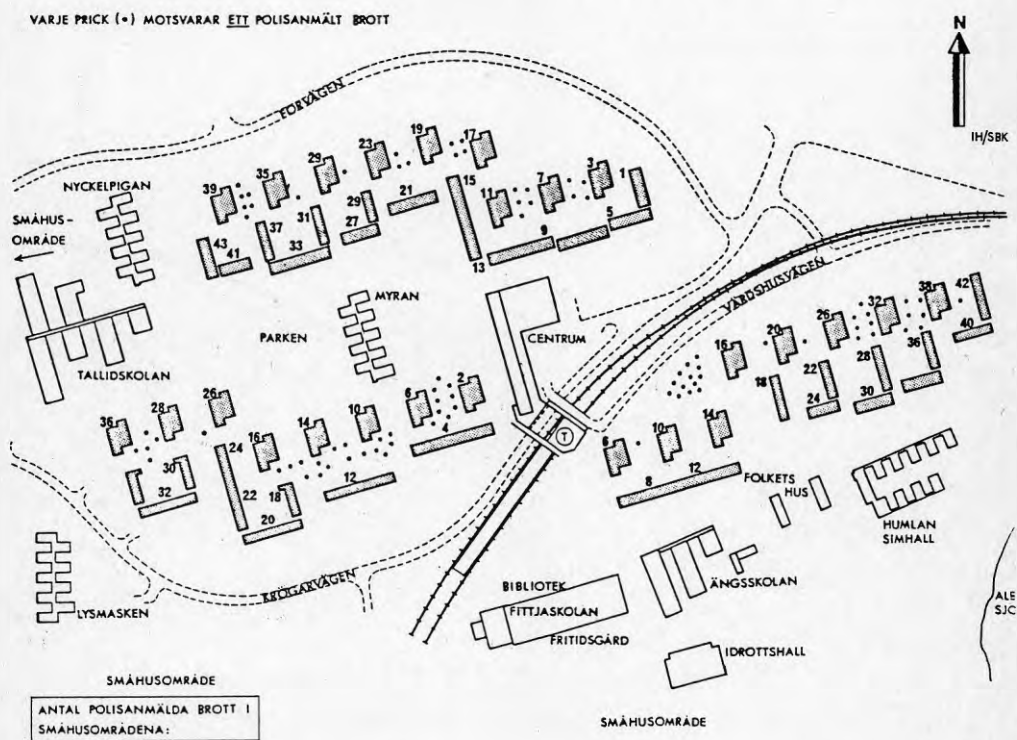 VARJE PRICK (•) MOTSVARAR ETT POLISANMÄLT BROTT
N
IH/SBK
FORVÄGEN
NYCKELPIGAN
SMÅHUS-
OMRÅDE
39
35
29
23
19
17
43
41
37
33
31
29
27
21
15
13
11
9
7
5
3
1
VÄRDSHUSVÄGEN
MYRAN
PARKEN
CENTRUM
TALLIDSKOLAN
T
36
28
26
30
32
24
22
16
20
18
14
12
10
6
4
2
16
20
26
32
38
42
40
36
28
30
22
24
18
6
10
14
8
12
FOLKETS
HUS
HUMLAN
SIMHALL
KRÖGARVÄGEN
LYSMASKEN
BIBLIOTEK
FITTJASKOLAN
FRITIDSGÅRD
ÄNGSSKOLAN
IDROTTSHALL
ALE
SJC
SMÅHUSOMRÅDE
SMÅHUSOMRÅDE
ANTAL POLISANMÄLDA BROTT I
SMÅHUSOMRÅDENA: